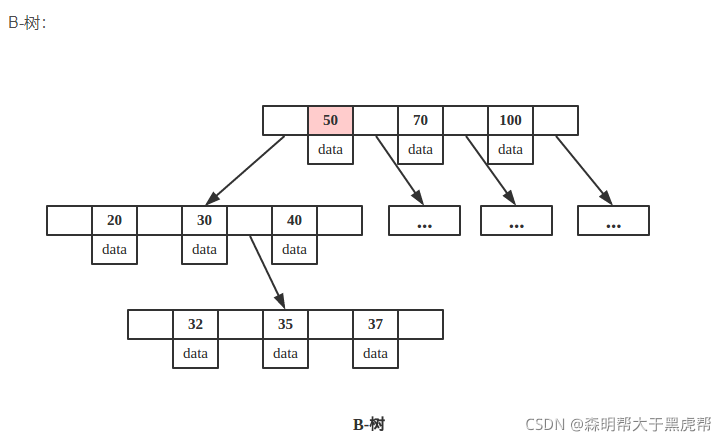 B-树：
50 70 100
data data data
20 30 40 ... ... ...
data data data
32 35 37
data data data
B-树
CSDN @森明帮大于黑虎帮